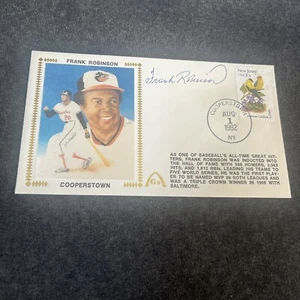 FRANK ROBINSON
Frank Robinson
New Jersey
COOPERSTOWN
AUG
1
1982
NY
COOPERSTOWN
AS ONE OF BASEBALL'S ALL-TIME GREAT HIT-
TERS, FRANK ROBINSON WAS INDUCTED INTO
THE HALL OF FAME WITH 586 HOMERS, 2,943
HITS, AND 1,812 RBIs. LEADING HIS TEAMS TO
FIVE WORLD SERIES, HE WAS THE FIRST PLAY-
ER TO BE NAMED MVP IN BOTH LEAGUES AND
WAS A TRIPLE CROWN WINNER IN 1966 WITH
BALTIMORE.